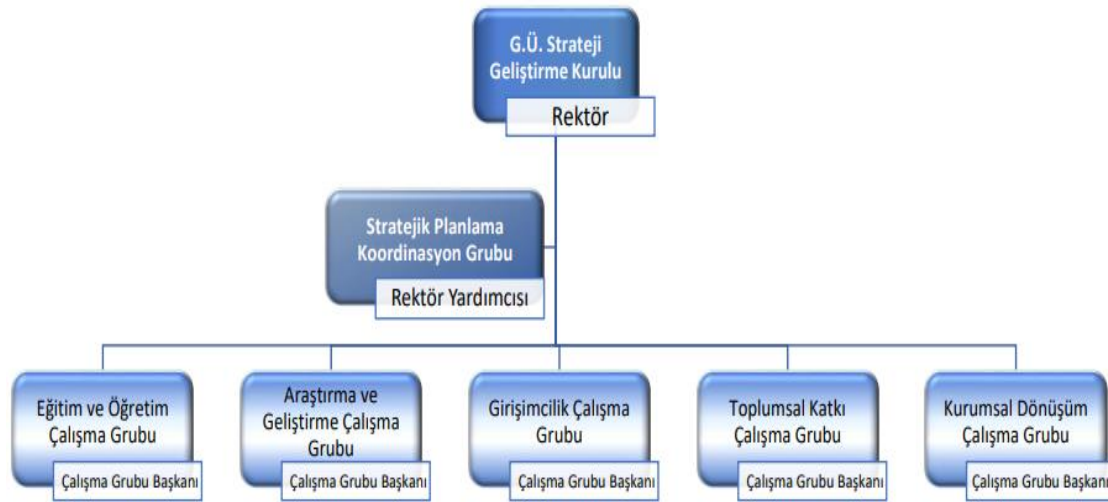 G.Ü. Strateji
Geliştirme Kurulu
Rektör
Stratejik Planlama
Koordinasyon Grubu
Rektör Yardımcısı
Eğitim ve Öğretim
Çalışma Grubu
Çalışma Grubu Başkanı
Araştırma ve
Geliştirme Çalışma
Grubu
Çalışma Grubu Başkanı
Girişimcilik Çalışma
Grubu
Çalışma Grubu Başkanı
Toplumsal Katkı
Çalışma Grubu
Çalışma Grubu Başkanı
Kurumsal Dönüşüm
Çalışma Grubu
Çalışma Grubu Başkanı